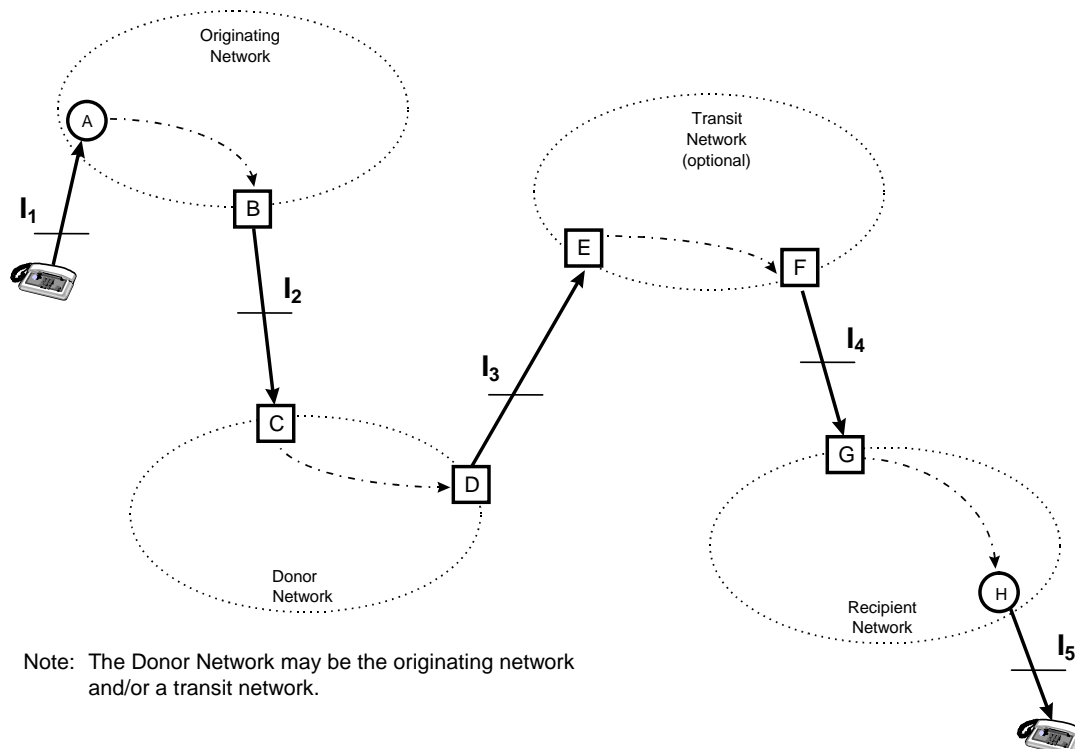 Originating
Network
A
B
I1
I2
Transit
Network
(optional)
E
F
I3
I4
C
D
G
Donor
Network
H
Recipient
Network
I5
Note: The Donor Network may be the originating network
and/or a transit network.